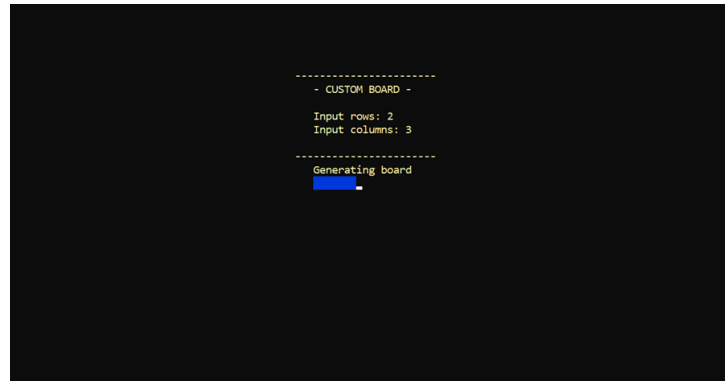 -----------------------
- CUSTOM BOARD -
Input rows: 2
Input columns: 3
-----------------------
Generating board